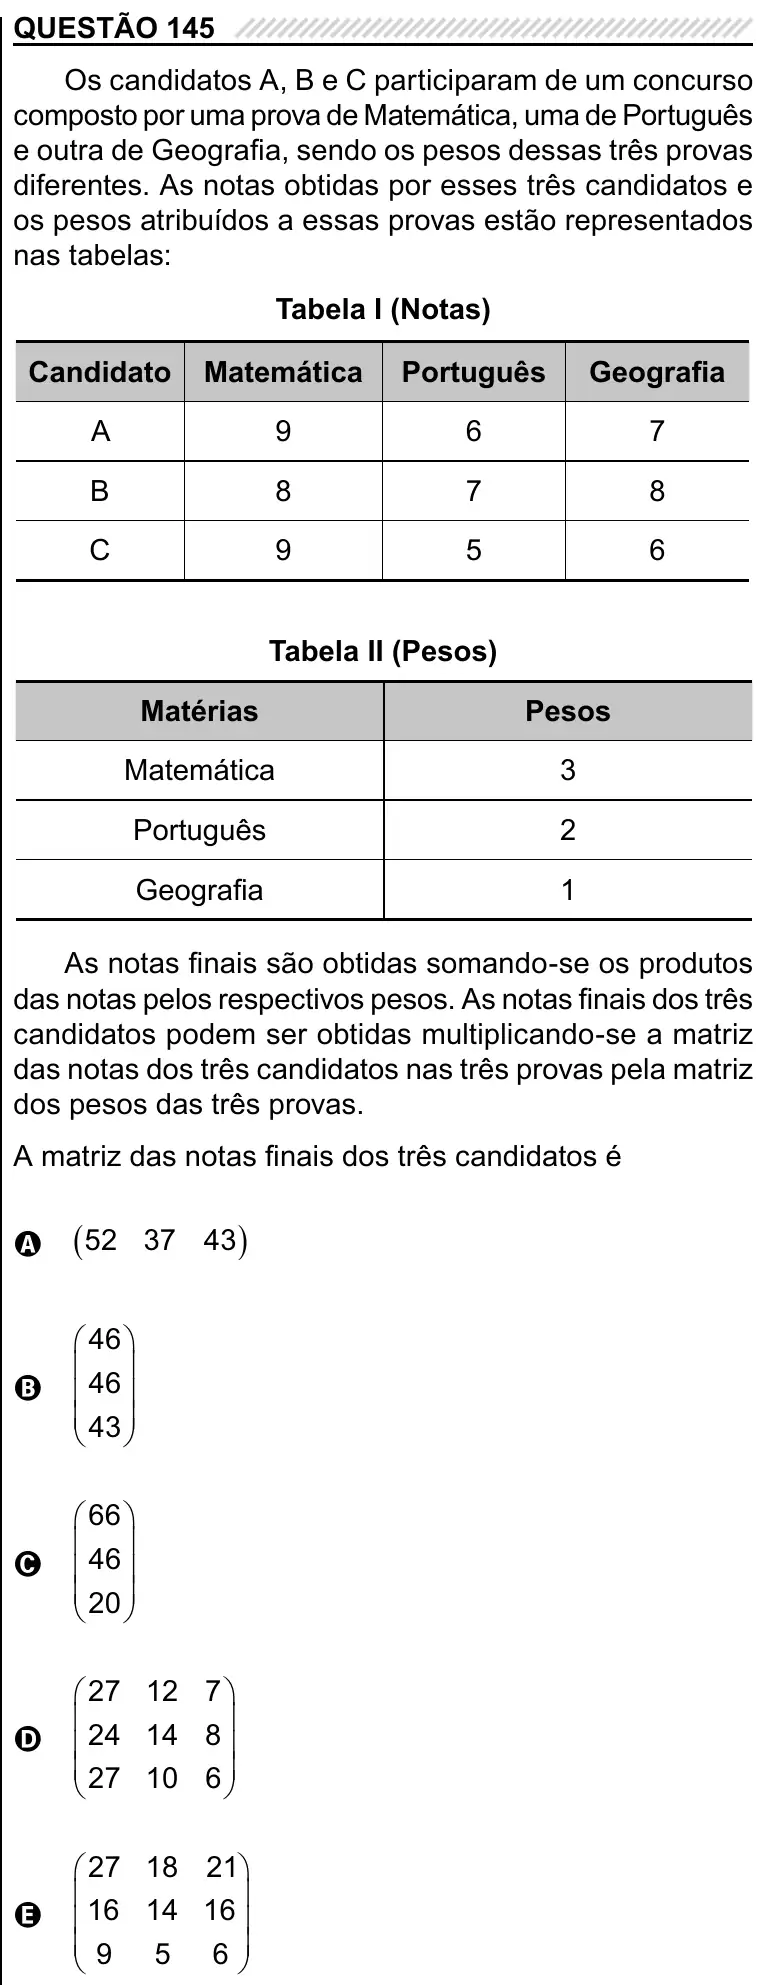 QUESTÃO 145
Os candidatos A, B e C participaram de um concurso
composto por uma prova de Matemática, uma de Português
e outra de Geografia, sendo os pesos dessas três provas
diferentes. As notas obtidas por esses três candidatos e
os pesos atribuídos a essas provas estão representados
nas tabelas:
Tabela I (Notas)
Candidato Matemática Português Geografia
A 9 6 7
B 8 7 8
C 9 5 6
Tabela II (Pesos)
Matérias Pesos
Matemática 3
Português 2
Geografia 1
As notas finais são obtidas somando-se os produtos
das notas pelos respectivos pesos. As notas finais dos três
candidatos podem ser obtidas multiplicando-se a matriz
das notas dos três candidatos nas três provas pela matriz
dos pesos das três provas.
A matriz das notas finais dos três candidatos é
A (52 37 43)
46
B 46
43
66
C 46
20
27 12 7
D 24 14 8
27 10 6
27 18 21
E 16 14 16
9 5 6